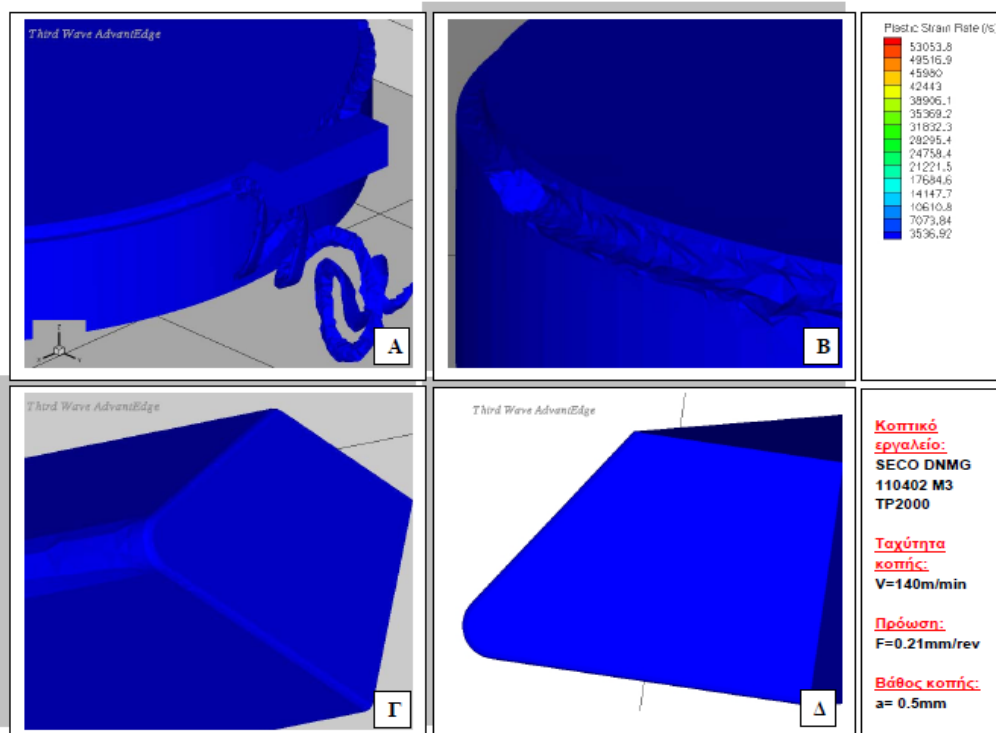 Third Wave AdvantEdge
A
z
x
y
B
Plastic Strain Rate (/s)
53053.8
49516.9
45980
42443
38906.1
35369.2
31832.3
28295.4
24758.4
21221.5
17684.6
14147.7
10610.8
7073.84
3536.92
Third Wave AdvantEdge
Γ
Third Wave AdvantEdge
Δ
Κοπτικό
εργαλείο:
SECO DNMG
110402 M3
TP2000
Ταχύτητα
κοπής:
V=140m/min
Πρόωση:
F=0.21mm/rev
Βάθος κοπής:
a= 0.5mm